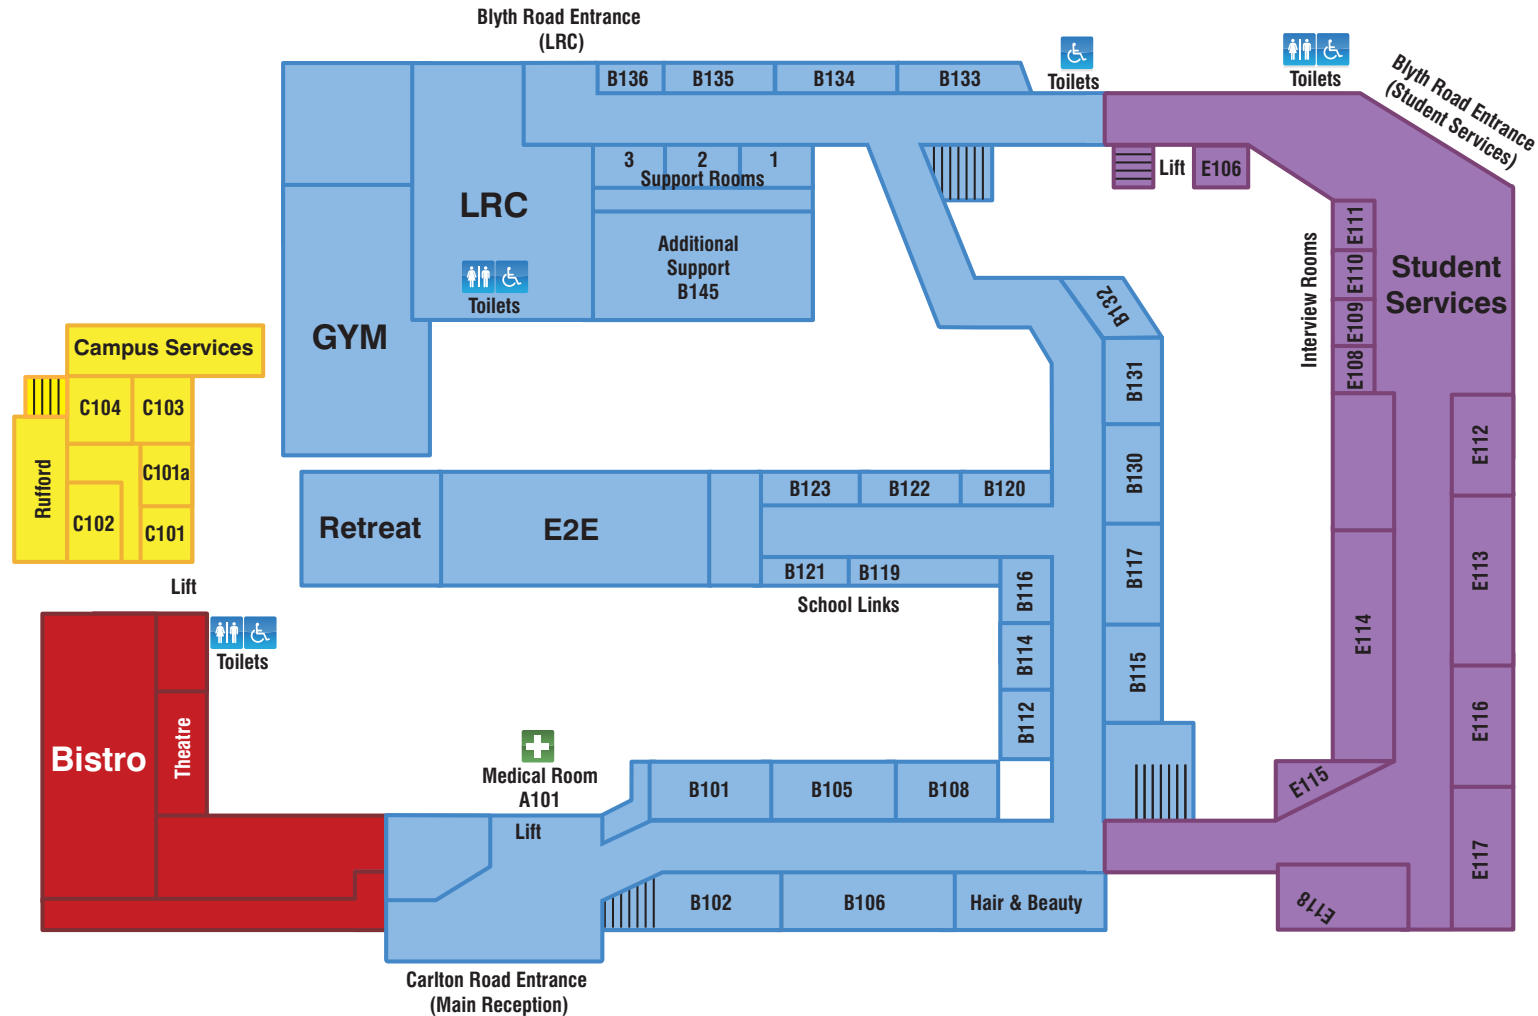 Blyth Road Entrance
(LRC)
B136
B135
B134
B133
Toilets
Toilets
Blyth Road Entrance
(Student Services)
3
2
1
Support Rooms
LRC
Additional
Support
B145
Toilets
GYM
Lift
E106
E111
E110
E109
E108
Interview Rooms
Student
Services
B132
B131
B130
B117
B115
Campus Services
C104
C103
C101a
C102
C101
Rufford
Lift
Retreat
E2E
B123
B122
B120
B121
B119
School Links
B116
B114
B112
E112
E113
E114
E116
E115
E117
E118
Toilets
Bistro
Theatre
Medical Room
A101
Lift
B101
B105
B108
B102
B106
Hair & Beauty
Carlton Road Entrance
(Main Reception)